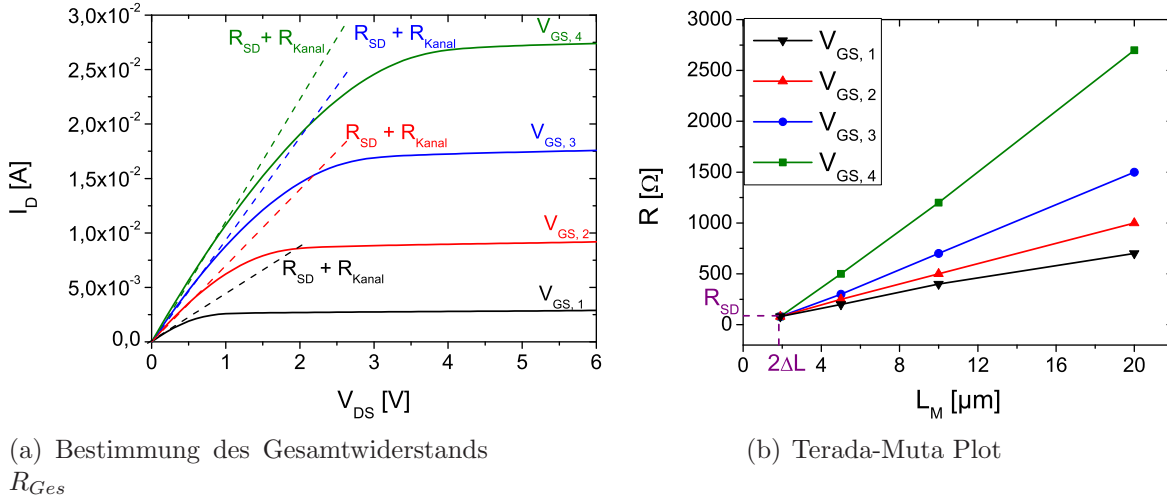 3,0x10⁻²
2,5x10⁻²
2,0x10⁻²
1,5x10⁻²
1,0x10⁻²
5,0x10⁻³
0,0
I_D [A]
R_SD + R_Kanal
R_SD + R_Kanal
V_GS, 4
R_SD + R_Kanal
V_GS, 3
V_GS, 2
R_SD + R_Kanal
V_GS, 1
0 1 2 3 4 5 6
V_DS [V]
(a) Bestimmung des Gesamtwiderstands
R_Ges
3000
2500
2000
1500
1000
500
0
R [Ω]
V_GS, 1
V_GS, 2
V_GS, 3
V_GS, 4
R_SD
2ΔL
0 4 8 12 16 20
L_M [µm]
(b) Terada-Muta Plot